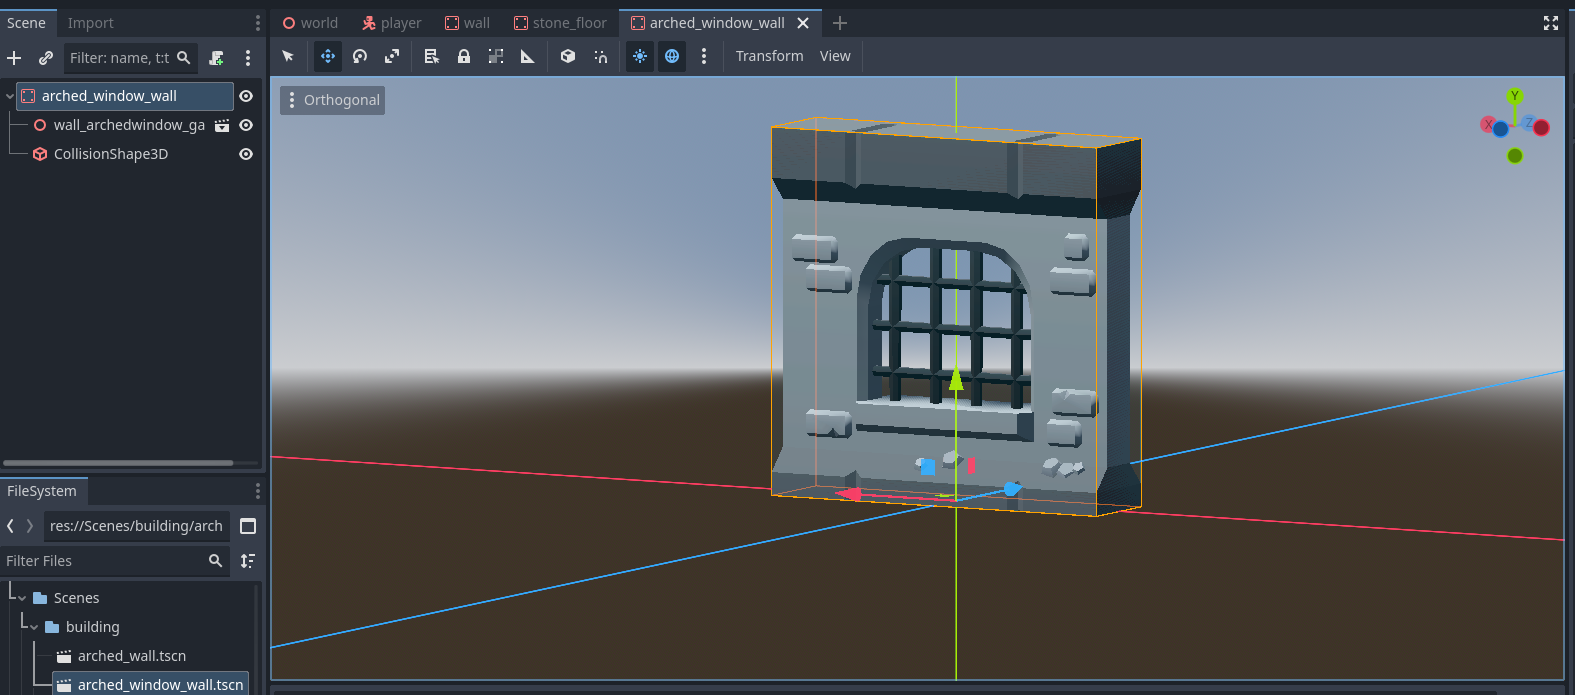 Scene Import
world player wall stone_floor arched_window_wall
Filter: name, t:t
Transform View
arched_window_wall
Orthogonal
Y
X Z
wall_archedwindow_ga
CollisionShape3D
FileSystem
res://Scenes/building/arch
Filter Files
Scenes
building
arched_wall.tscn
arched_window_wall.tscn